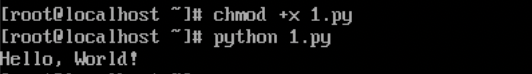 [root@localhost ~]# chmod +x 1.py
[root@localhost ~]# python 1.py
Hello, World!